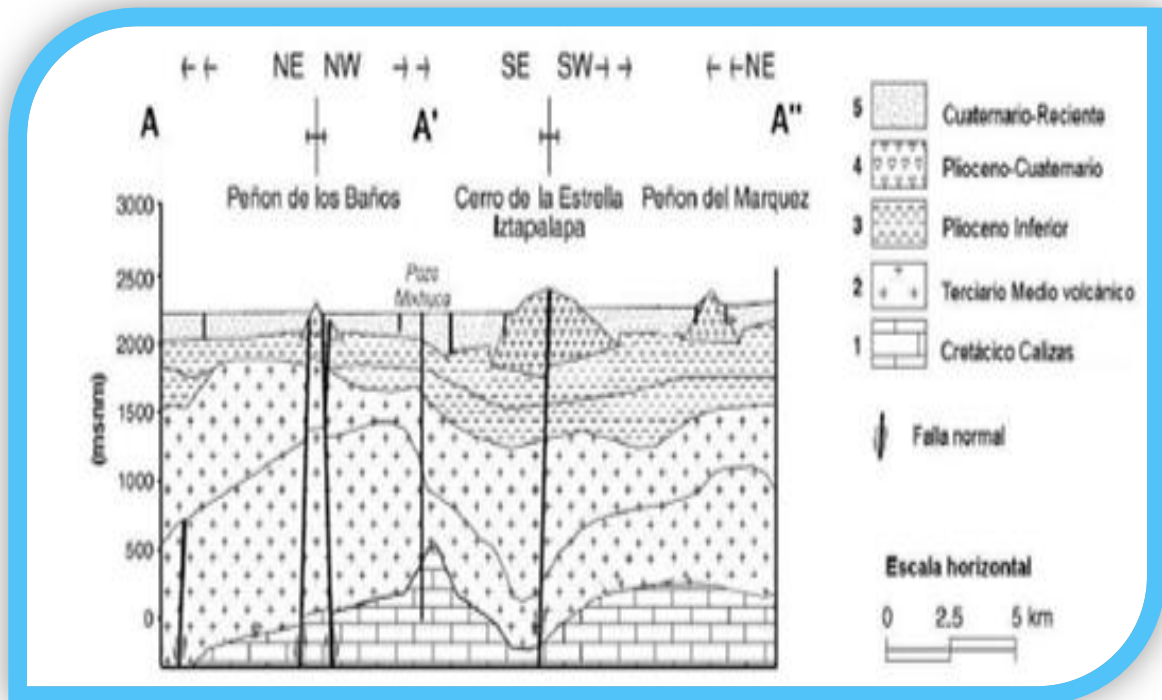 NE NW SE SW NE
A A' A''
Peñon de los Baños Cerro de la Estrella Peñon del Marquez
Iztapalapa
Pozo
Mixhuca
3000
2500
2000
1500
1000
500
0
(msnm)
5 Cuaternario-Reciente
4 Plioceno-Cuaternario
3 Plioceno Inferior
2 Terciario Medio volcánico
1 Cretácico Calizas
Falla normal
Escala horizontal
0 2.5 5 km